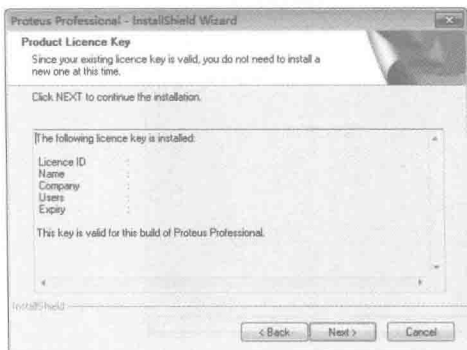 Proteus Professional - InstallShield Wizard
Product Licence Key
Since your existing licence key is valid, you do not need to install a
new one at this time.
Click NEXT to continue the installation.
The following licence key is installed:
Licence ID :
Name :
Company :
Users :
Expiry :
This key is valid for this build of Proteus Professional.
InstallShield
< Back Next > Cancel